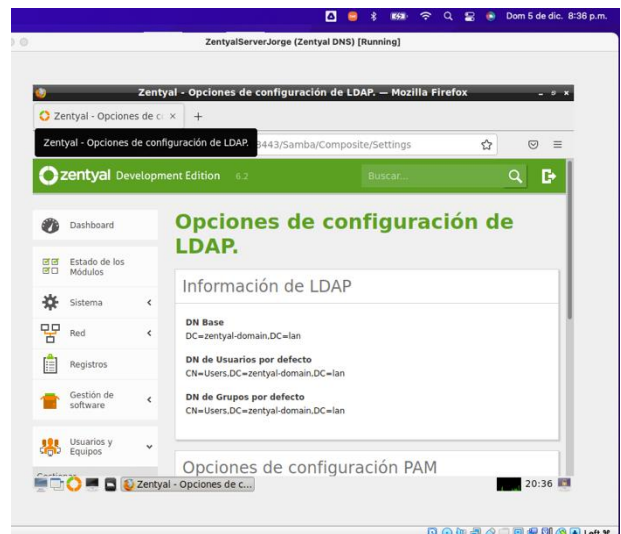 Dom 5 de dic. 8:36 p.m.
ZentyalServerJorge (Zentyal DNS) [Running]
Zentyal - Opciones de configuración de LDAP. — Mozilla Firefox
Zentyal - Opciones de c
Zentyal - Opciones de configuración de LDAP.
8443/Samba/Composite/Settings
zentyal Development Edition 6.2
Buscar...
Dashboard
Estado de los
Módulos
Sistema
Red
Registros
Gestión de
software
Usuarios y
Equipos
Opciones de configuración de
LDAP.
Información de LDAP
DN Base
DC=zentyal-domain,DC=lan
DN de Usuarios por defecto
CN=Users,DC=zentyal-domain,DC=lan
DN de Grupos por defecto
CN=Users,DC=zentyal-domain,DC=lan
Opciones de configuración PAM
Zentyal - Opciones de c...
20:36
Left ⌘